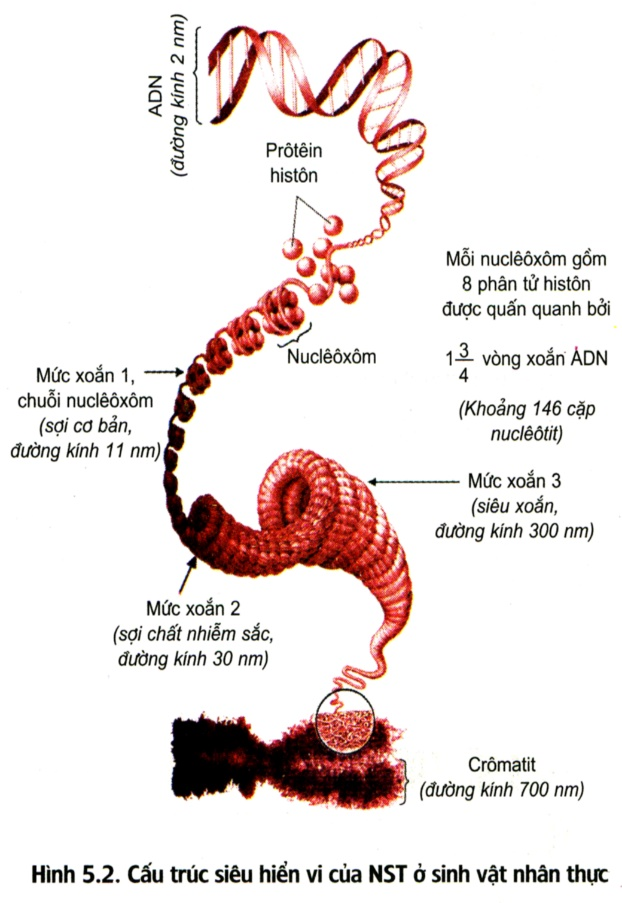 ADN
(đường kính 2 nm)
Prôtêin
histôn
Mỗi nuclêôxôm gồm
8 phân tử histôn
được quấn quanh bởi
1 3/4 vòng xoắn ADN
(Khoảng 146 cặp
nuclêôtit)
Nuclêôxôm
Mức xoắn 1,
chuỗi nuclêôxôm
(sợi cơ bản,
đường kính 11 nm)
Mức xoắn 3
(siêu xoắn,
đường kính 300 nm)
Mức xoắn 2
(sợi chất nhiễm sắc,
đường kính 30 nm)
Crômatit
(đường kính 700 nm)
Hình 5.2. Cấu trúc siêu hiển vi của NST ở sinh vật nhân thực